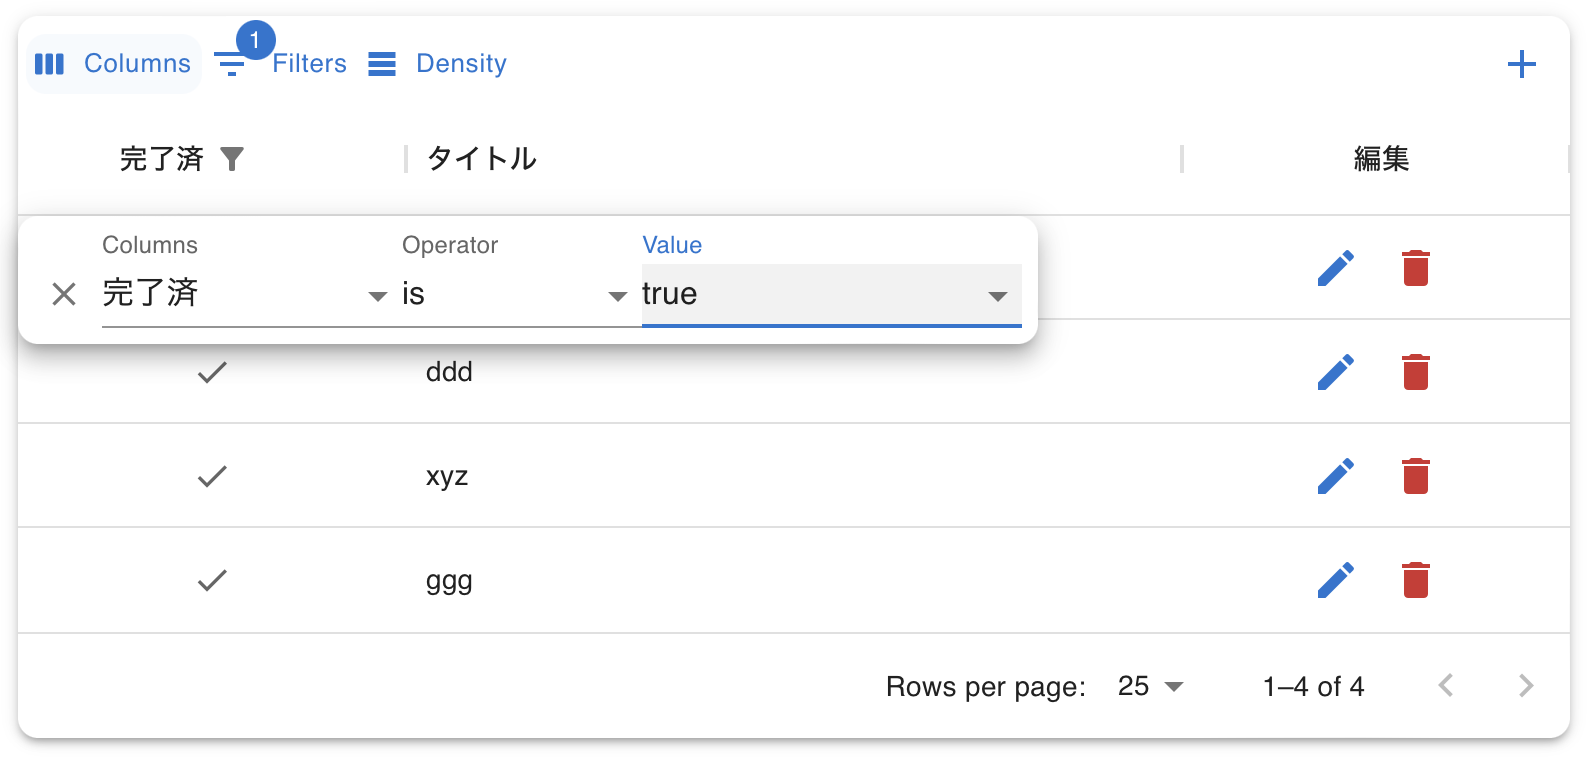 Columns 1 Filters Density
完了済 タイトル 編集
Columns Operator Value
完了済 is true
ddd
xyz
ggg
Rows per page: 25 1–4 of 4